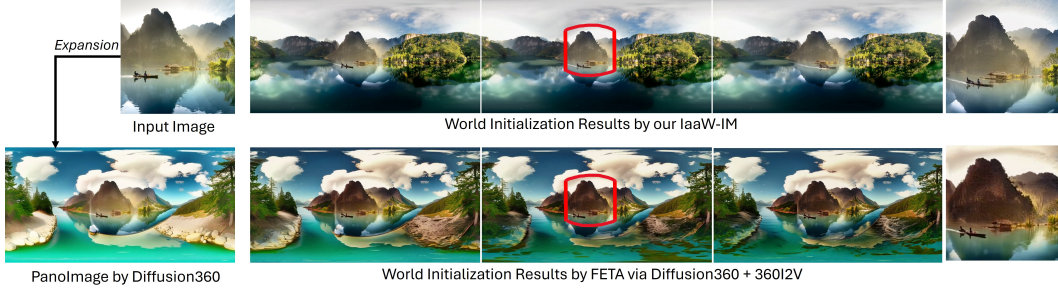 Expansion
Input Image
World Initialization Results by our IaaW-IM
PanoImage by Diffusion360
World Initialization Results by FETA via Diffusion360 + 360I2V